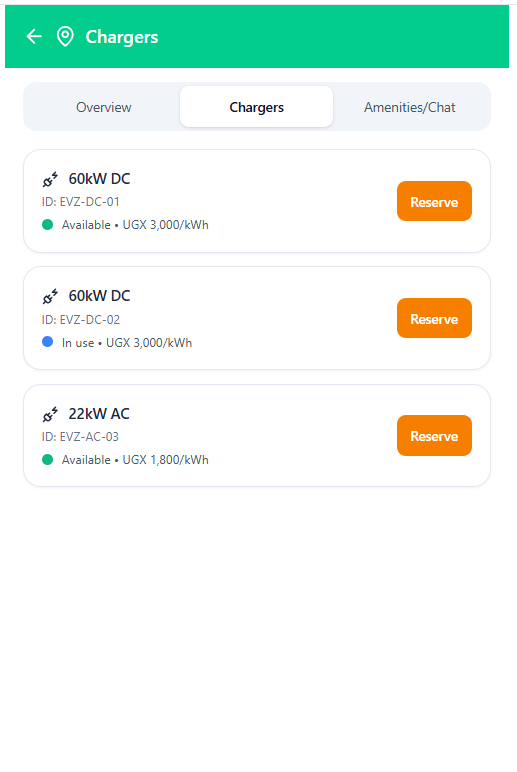 Chargers
Overview
Chargers
Amenities/Chat
60kW DC
ID: EVZ-DC-01
Available • UGX 3,000/kWh
Reserve
60kW DC
ID: EVZ-DC-02
In use • UGX 3,000/kWh
Reserve
22kW AC
ID: EVZ-AC-03
Available • UGX 1,800/kWh
Reserve